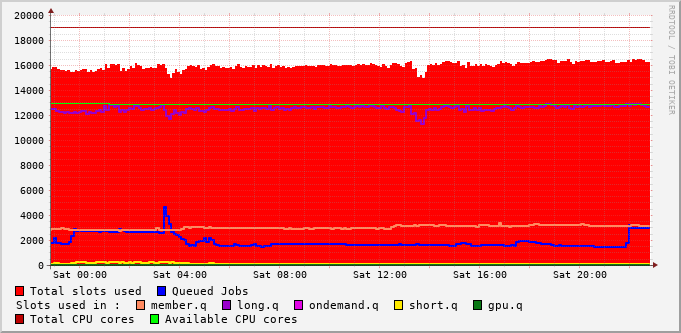 20000
18000
16000
14000
12000
10000
8000
6000
4000
2000
0
Sat 00:00 Sat 04:00 Sat 08:00 Sat 12:00 Sat 16:00 Sat 20:00
Total slots used Queued Jobs
Slots used in : member.q long.q ondemand.q short.q gpu.q
Total CPU cores Available CPU cores
RRDTOOL / TOBI OETIKER